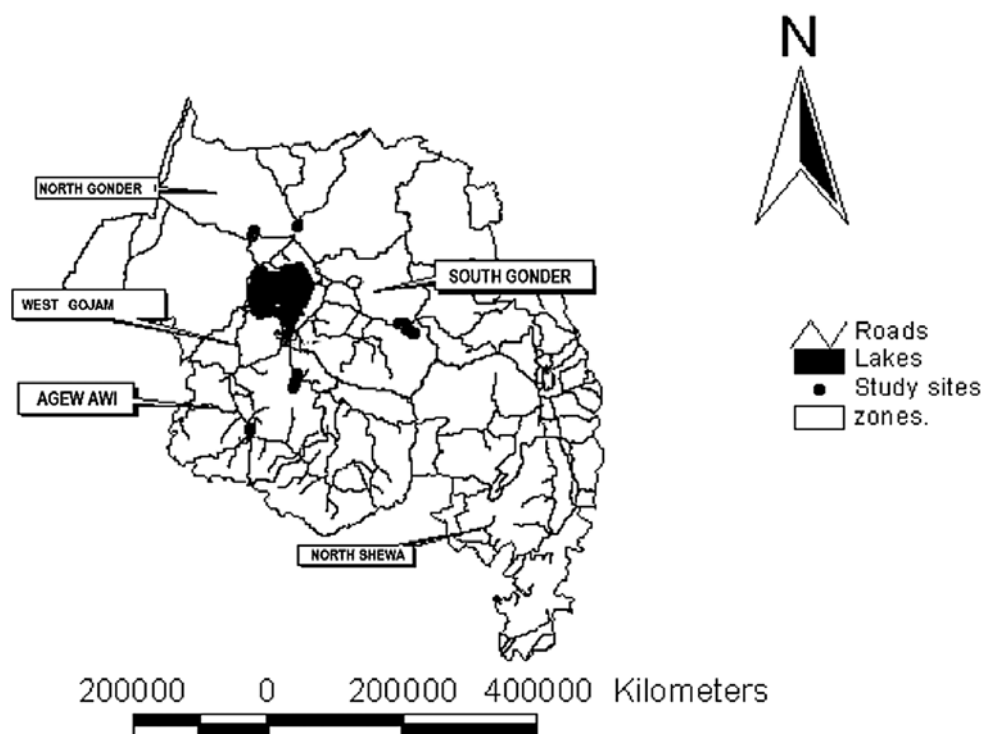 N
NORTH GONDER
SOUTH GONDER
WEST GOJAM
AGEW AWI
NORTH SHEWA
Roads
Lakes
Study sites
zones.
200000 0 200000 400000 Kilometers